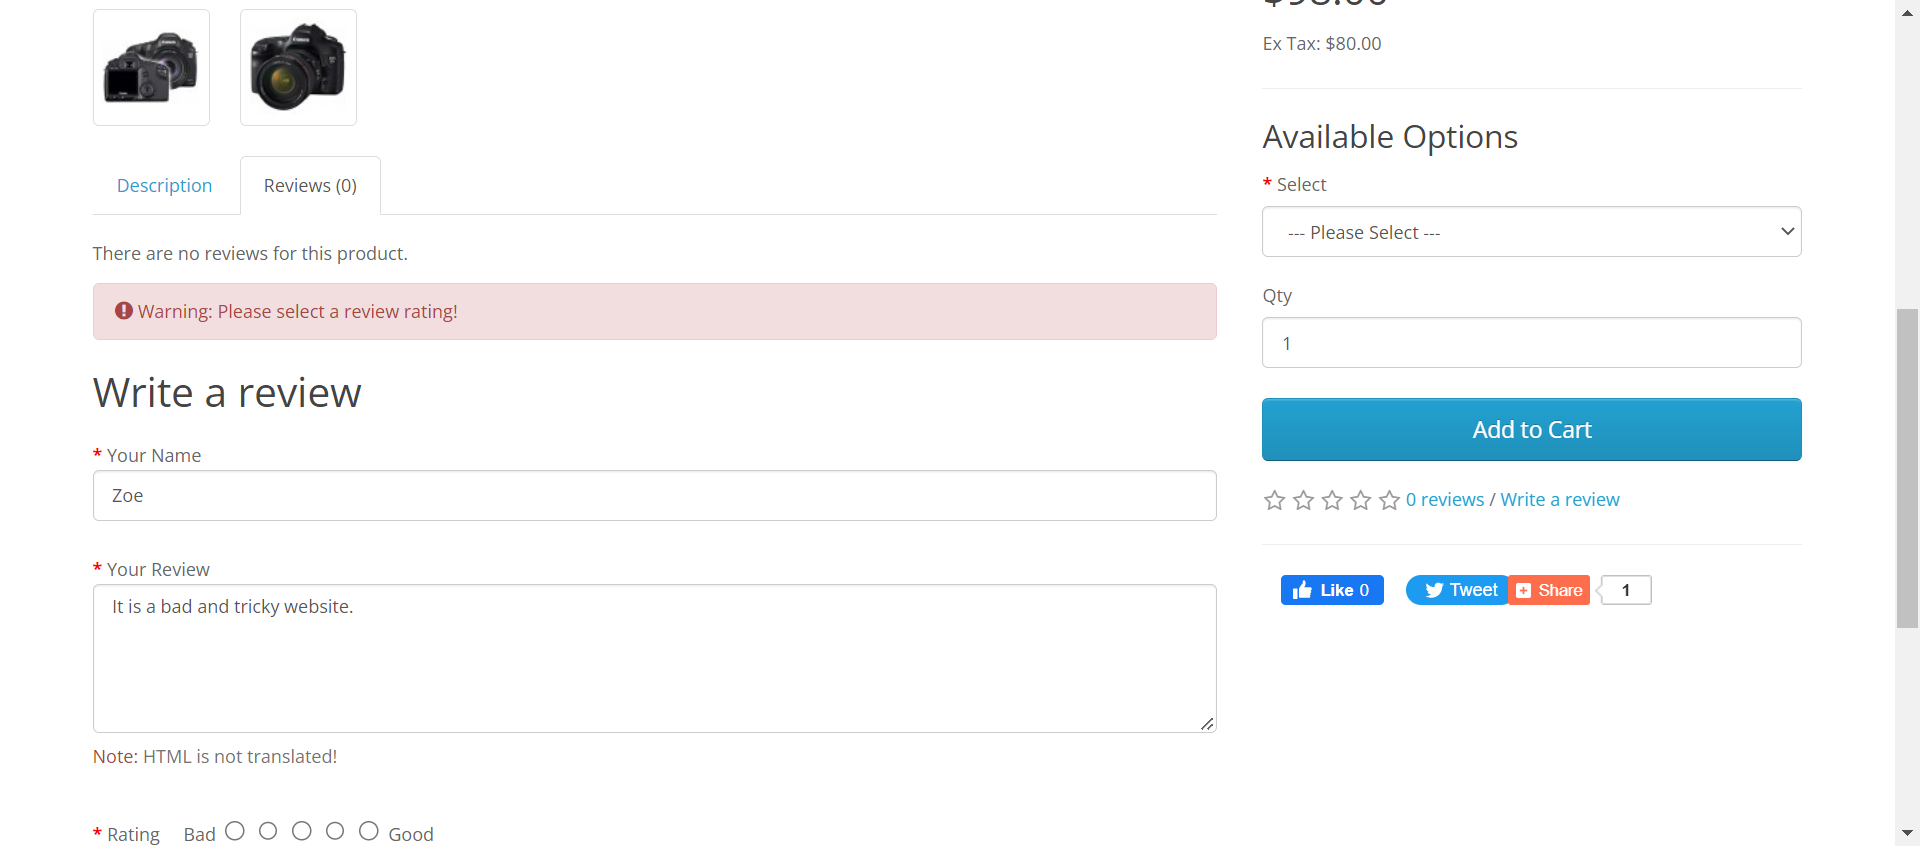 Description
Reviews (0)
There are no reviews for this product.
Warning: Please select a review rating!
Write a review
* Your Name
Zoe
* Your Review
It is a bad and tricky website.
Note: HTML is not translated!
* Rating Bad Good
Ex Tax: $80.00
Available Options
* Select
--- Please Select ---
Qty
1
Add to Cart
0 reviews / Write a review
Like 0
Tweet
Share
1